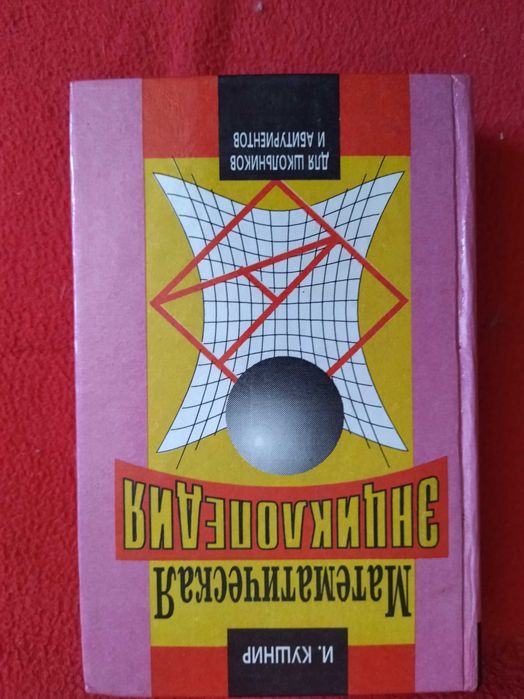 И. КУШНИР
Математическая
ЭНЦИКЛОПЕДИЯ
ДЛЯ ШКОЛЬНИКОВ
И АБИТУРИЕНТОВ